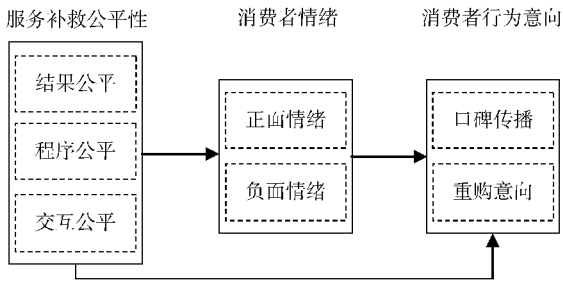 服务补救公平性
消费者情绪
消费者行为意向
结果公平
程序公平
交互公平
正面情绪
负面情绪
口碑传播
重购意向